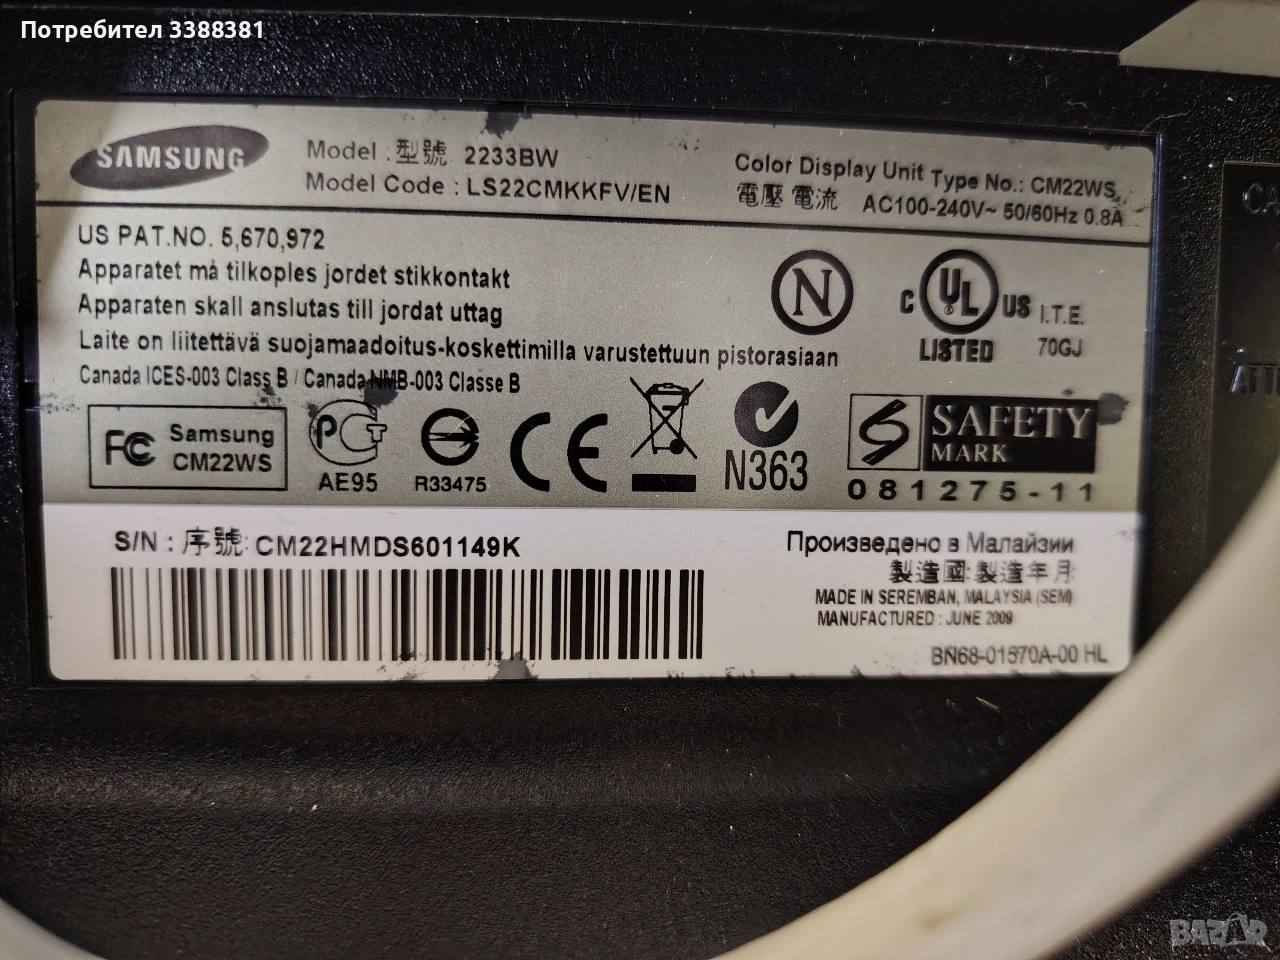 Потребител 3388381
SAMSUNG
Model : 型號 2233BW
Model Code : LS22CMKKFV/EN
Color Display Unit Type No.: CM22WS
電壓 電流 AC100-240V~ 50/60Hz 0.8A
US PAT.NO. 5,670,972
Apparatet må tilkoples jordet stikkontakt
Apparaten skall anslutas till jordat uttag
Laite on liitettävä suojamaadoitus-koskettimilla varustettuun pistorasiaan
Canada ICES-003 Class B / Canada NMB-003 Classe B
N
C UL US
LISTED
I.T.E.
70GJ
FC Samsung
CM22WS
PCT
AE95
R33475
CE
N363
S SAFETY
MARK
081275-11
S/N : 序號: CM22HMDS601149K
Произведено в Малайзии
製造國 製造年月
MADE IN SEREMBAN, MALAYSIA (SEM)
MANUFACTURED : JUNE 2009
BN68-01570A-00 HL
BAZAR